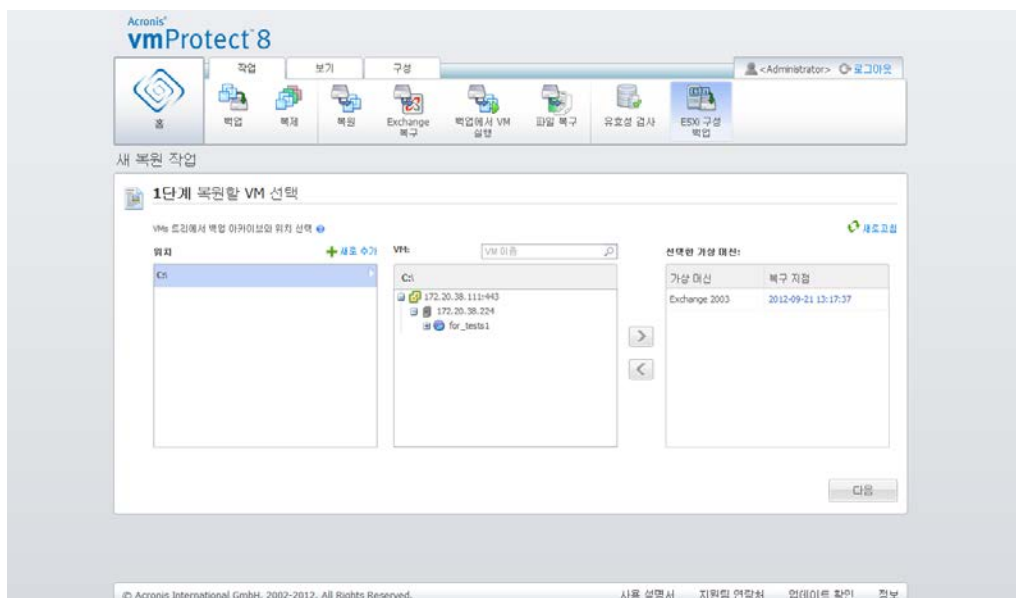 Acronis®
vmProtect 8
작업 보기 구성
<Administrator> 로그아웃
홈
백업
복제
복원
Exchange 복구
백업에서 VM 실행
파일 복구
유효성 검사
ESXi 구성 백업
새 복원 작업
1단계 복원할 VM 선택
VMs 트리에서 백업 아카이브와 위치 선택
새로고침
위치
새로 추가
C:\
VM:
VM 이름
C:\
172.20.38.111:443
172.20.38.224
for_tests1
>
<
선택한 가상 머신:
가상 머신 복구 지점
Exchange 2003 2012-09-21 13:17:37
다음
© Acronis International GmbH, 2002-2012. All Rights Reserved.
사용 설명서 지원팀 연락처 업데이트 확인 정보